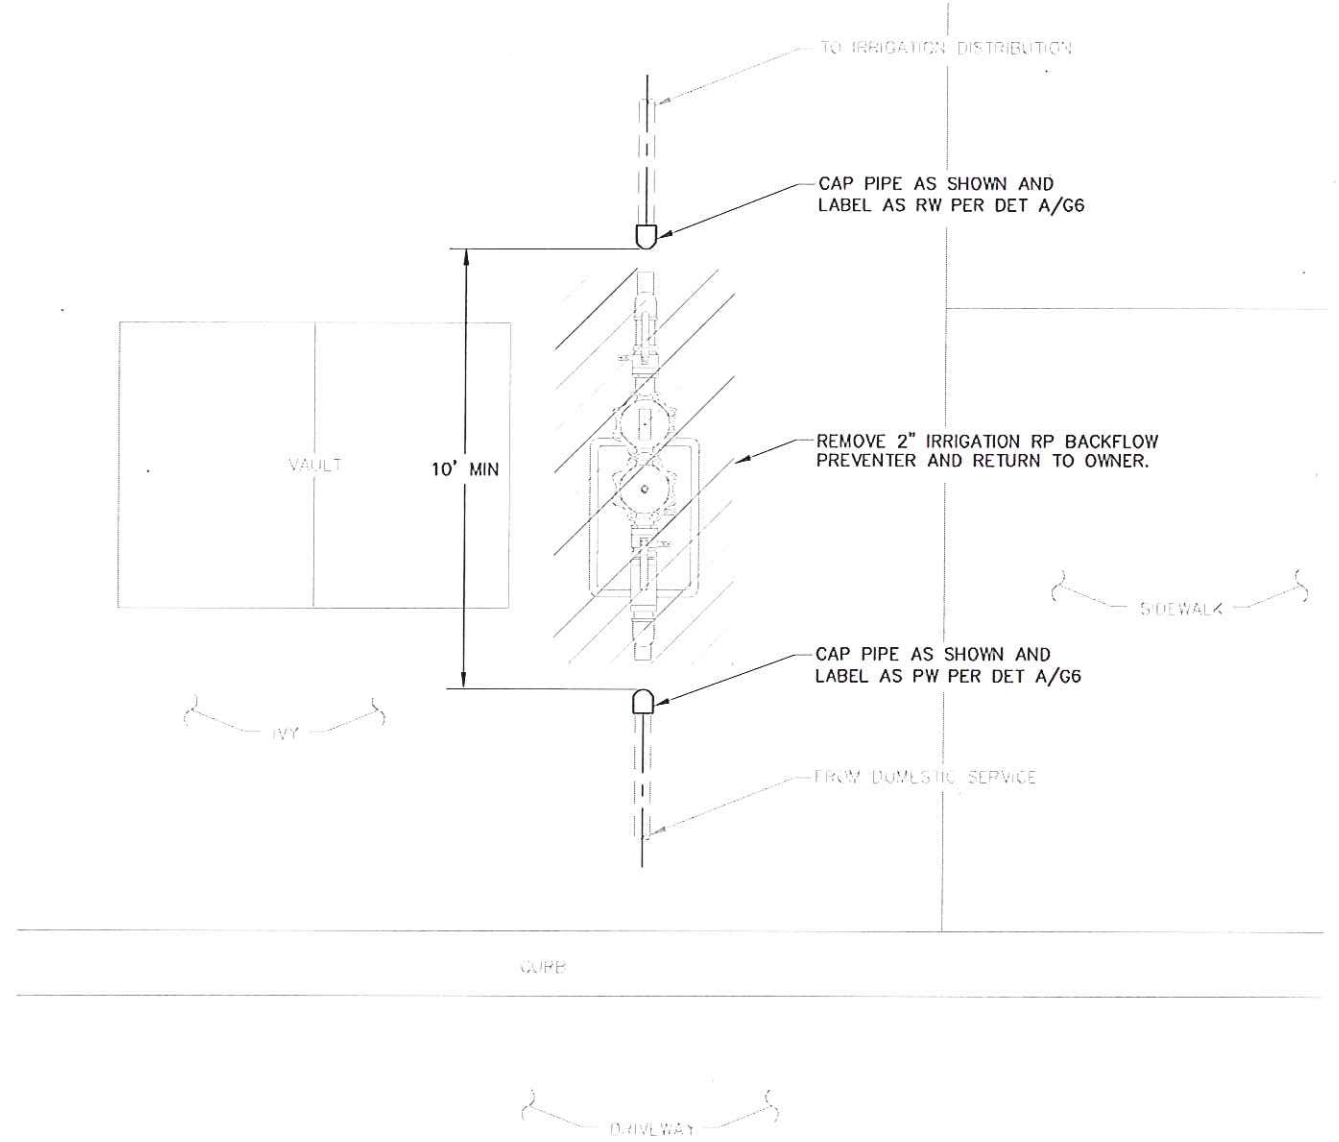 TO IRRIGATION DISTRIBUTION
CAP PIPE AS SHOWN AND
LABEL AS RW PER DET A/G6
VAULT
10' MIN
REMOVE 2" IRRIGATION RP BACKFLOW
PREVENTER AND RETURN TO OWNER.
SIDEWALK
CAP PIPE AS SHOWN AND
LABEL AS PW PER DET A/G6
IVY
FROM DOMESTIC SERVICE
CURB
DRIVEWAY